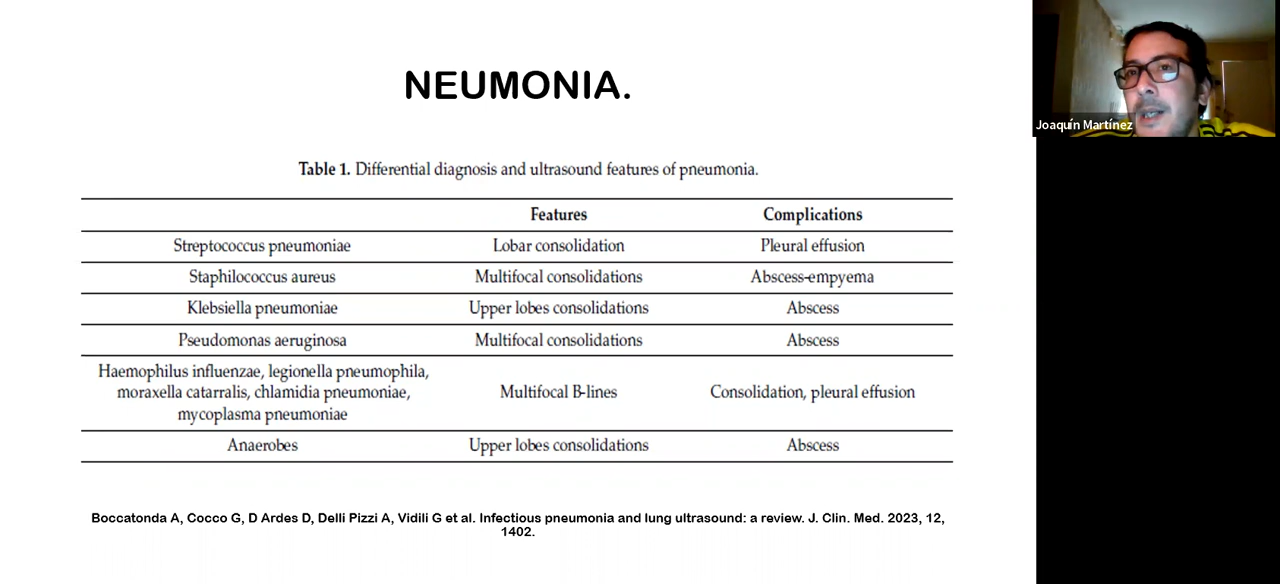 NEUMONIA.
Joaquín Martínez
Table 1. Differential diagnosis and ultrasound features of pneumonia.
Features Complications
Streptococcus pneumoniae Lobar consolidation Pleural effusion
Staphilococcus aureus Multifocal consolidations Abscess-empyema
Klebsiella pneumoniae Upper lobes consolidations Abscess
Pseudomonas aeruginosa Multifocal consolidations Abscess
Haemophilus influenzae, legionella pneumophila,
moraxella catarralis, chlamidia pneumoniae, Multifocal B-lines Consolidation, pleural effusion
mycoplasma pneumoniae
Anaerobes Upper lobes consolidations Abscess
Boccatonda A, Cocco G, D Ardes D, Delli Pizzi A, Vidili G et al. Infectious pneumonia and lung ultrasound: a review. J. Clin. Med. 2023, 12,
1402.